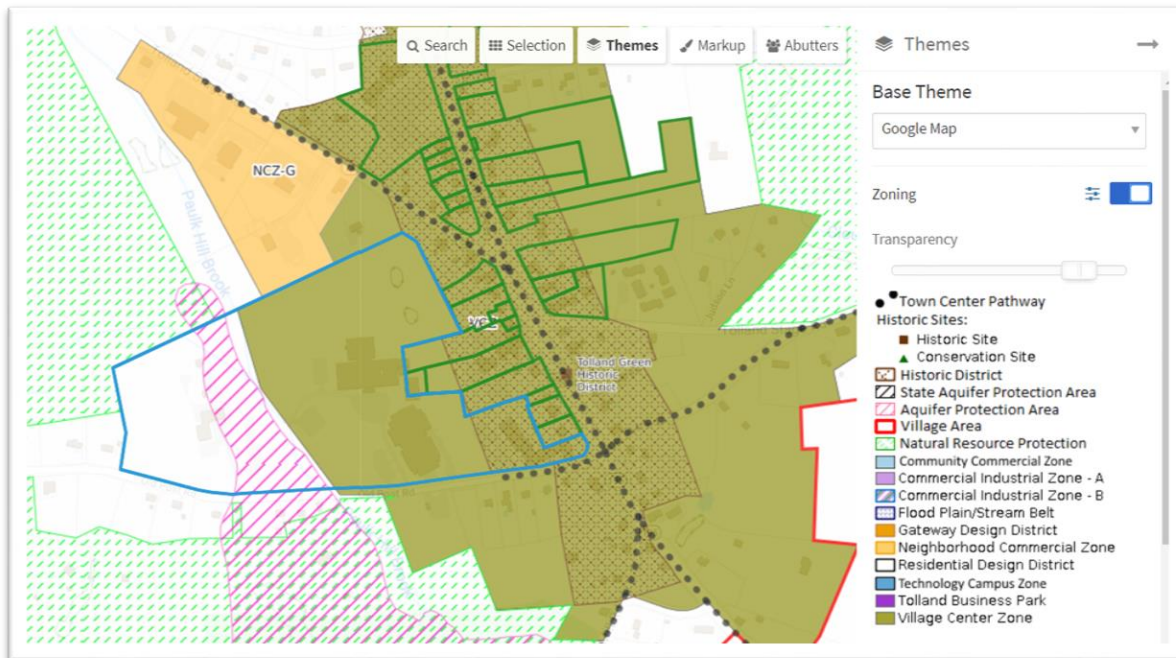 Search
Selection
Themes
Markup
Abutters
Themes
Base Theme
Google Map
Zoning
Transparency
Town Center Pathway
Historic Sites:
Historic Site
Conservation Site
Historic District
State Aquifer Protection Area
Aquifer Protection Area
Village Area
Natural Resource Protection
Community Commercial Zone
Commercial Industrial Zone - A
Commercial Industrial Zone - B
Flood Plain/Stream Belt
Gateway Design District
Neighborhood Commercial Zone
Residential Design District
Technology Campus Zone
Tolland Business Park
Village Center Zone
NCZ-G
Paulk Hill Brook
VCZ
Tolland Green
Historic
District